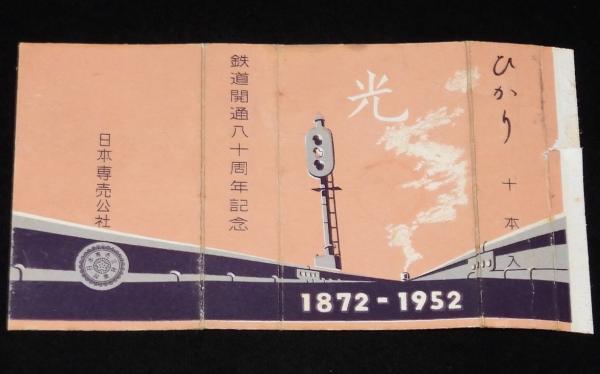 ひかり
十本入
光
鉄道開通八十周年記念
日本専売公社
1872-1952